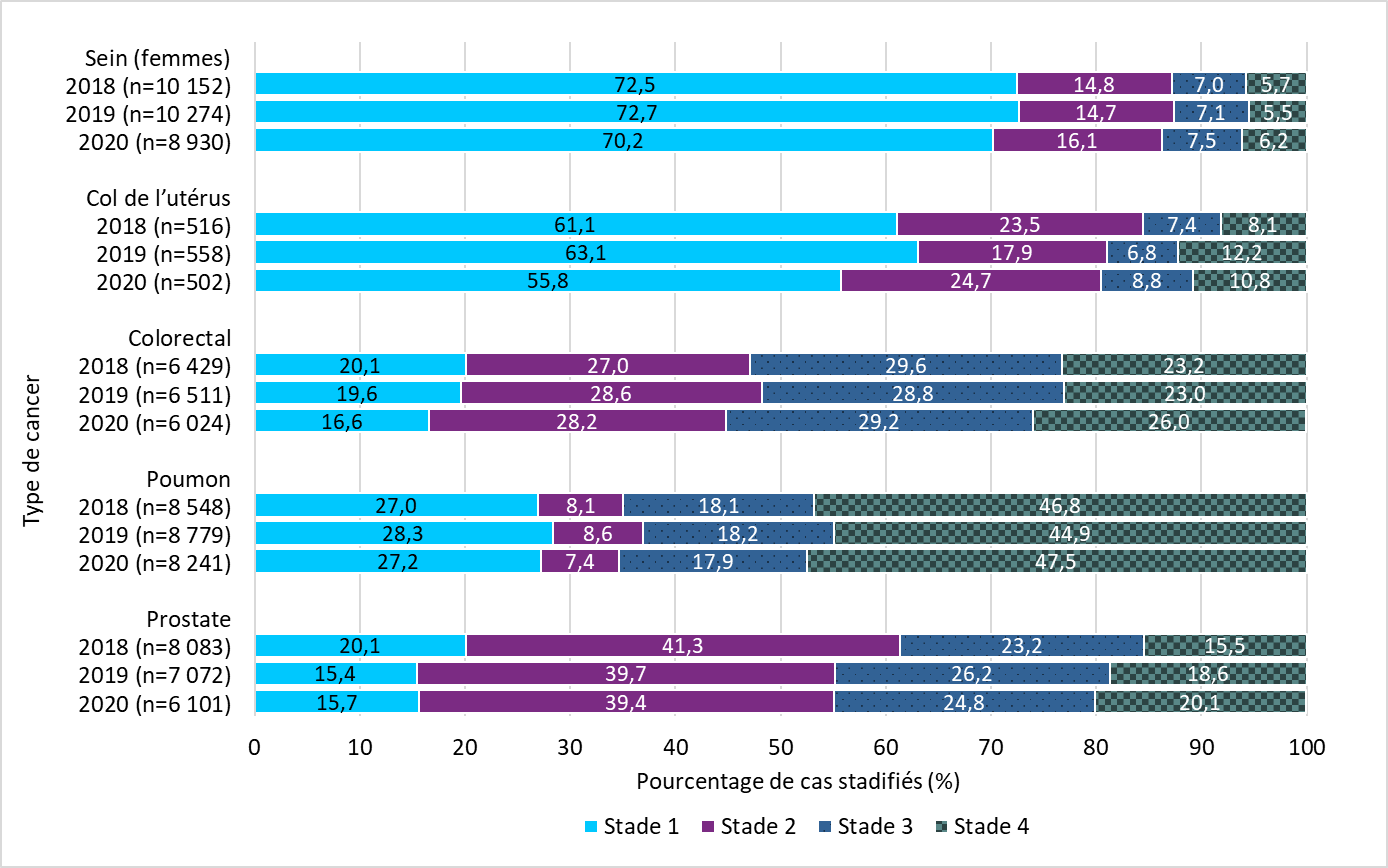 Type de cancer
Sein (femmes)
2018 (n=10 152) 72,5 14,8 7,0 5,7
2019 (n=10 274) 72,7 14,7 7,1 5,5
2020 (n=8 930) 70,2 16,1 7,5 6,2
Col de l’utérus
2018 (n=516) 61,1 23,5 7,4 8,1
2019 (n=558) 63,1 17,9 6,8 12,2
2020 (n=502) 55,8 24,7 8,8 10,8
Colorectal
2018 (n=6 429) 20,1 27,0 29,6 23,2
2019 (n=6 511) 19,6 28,6 28,8 23,0
2020 (n=6 024) 16,6 28,2 29,2 26,0
Poumon
2018 (n=8 548) 27,0 8,1 18,1 46,8
2019 (n=8 779) 28,3 8,6 18,2 44,9
2020 (n=8 241) 27,2 7,4 17,9 47,5
Prostate
2018 (n=8 083) 20,1 41,3 23,2 15,5
2019 (n=7 072) 15,4 39,7 26,2 18,6
2020 (n=6 101) 15,7 39,4 24,8 20,1
0 10 20 30 40 50 60 70 80 90 100
Pourcentage de cas stadifiés (%)
Stade 1 Stade 2 Stade 3 Stade 4